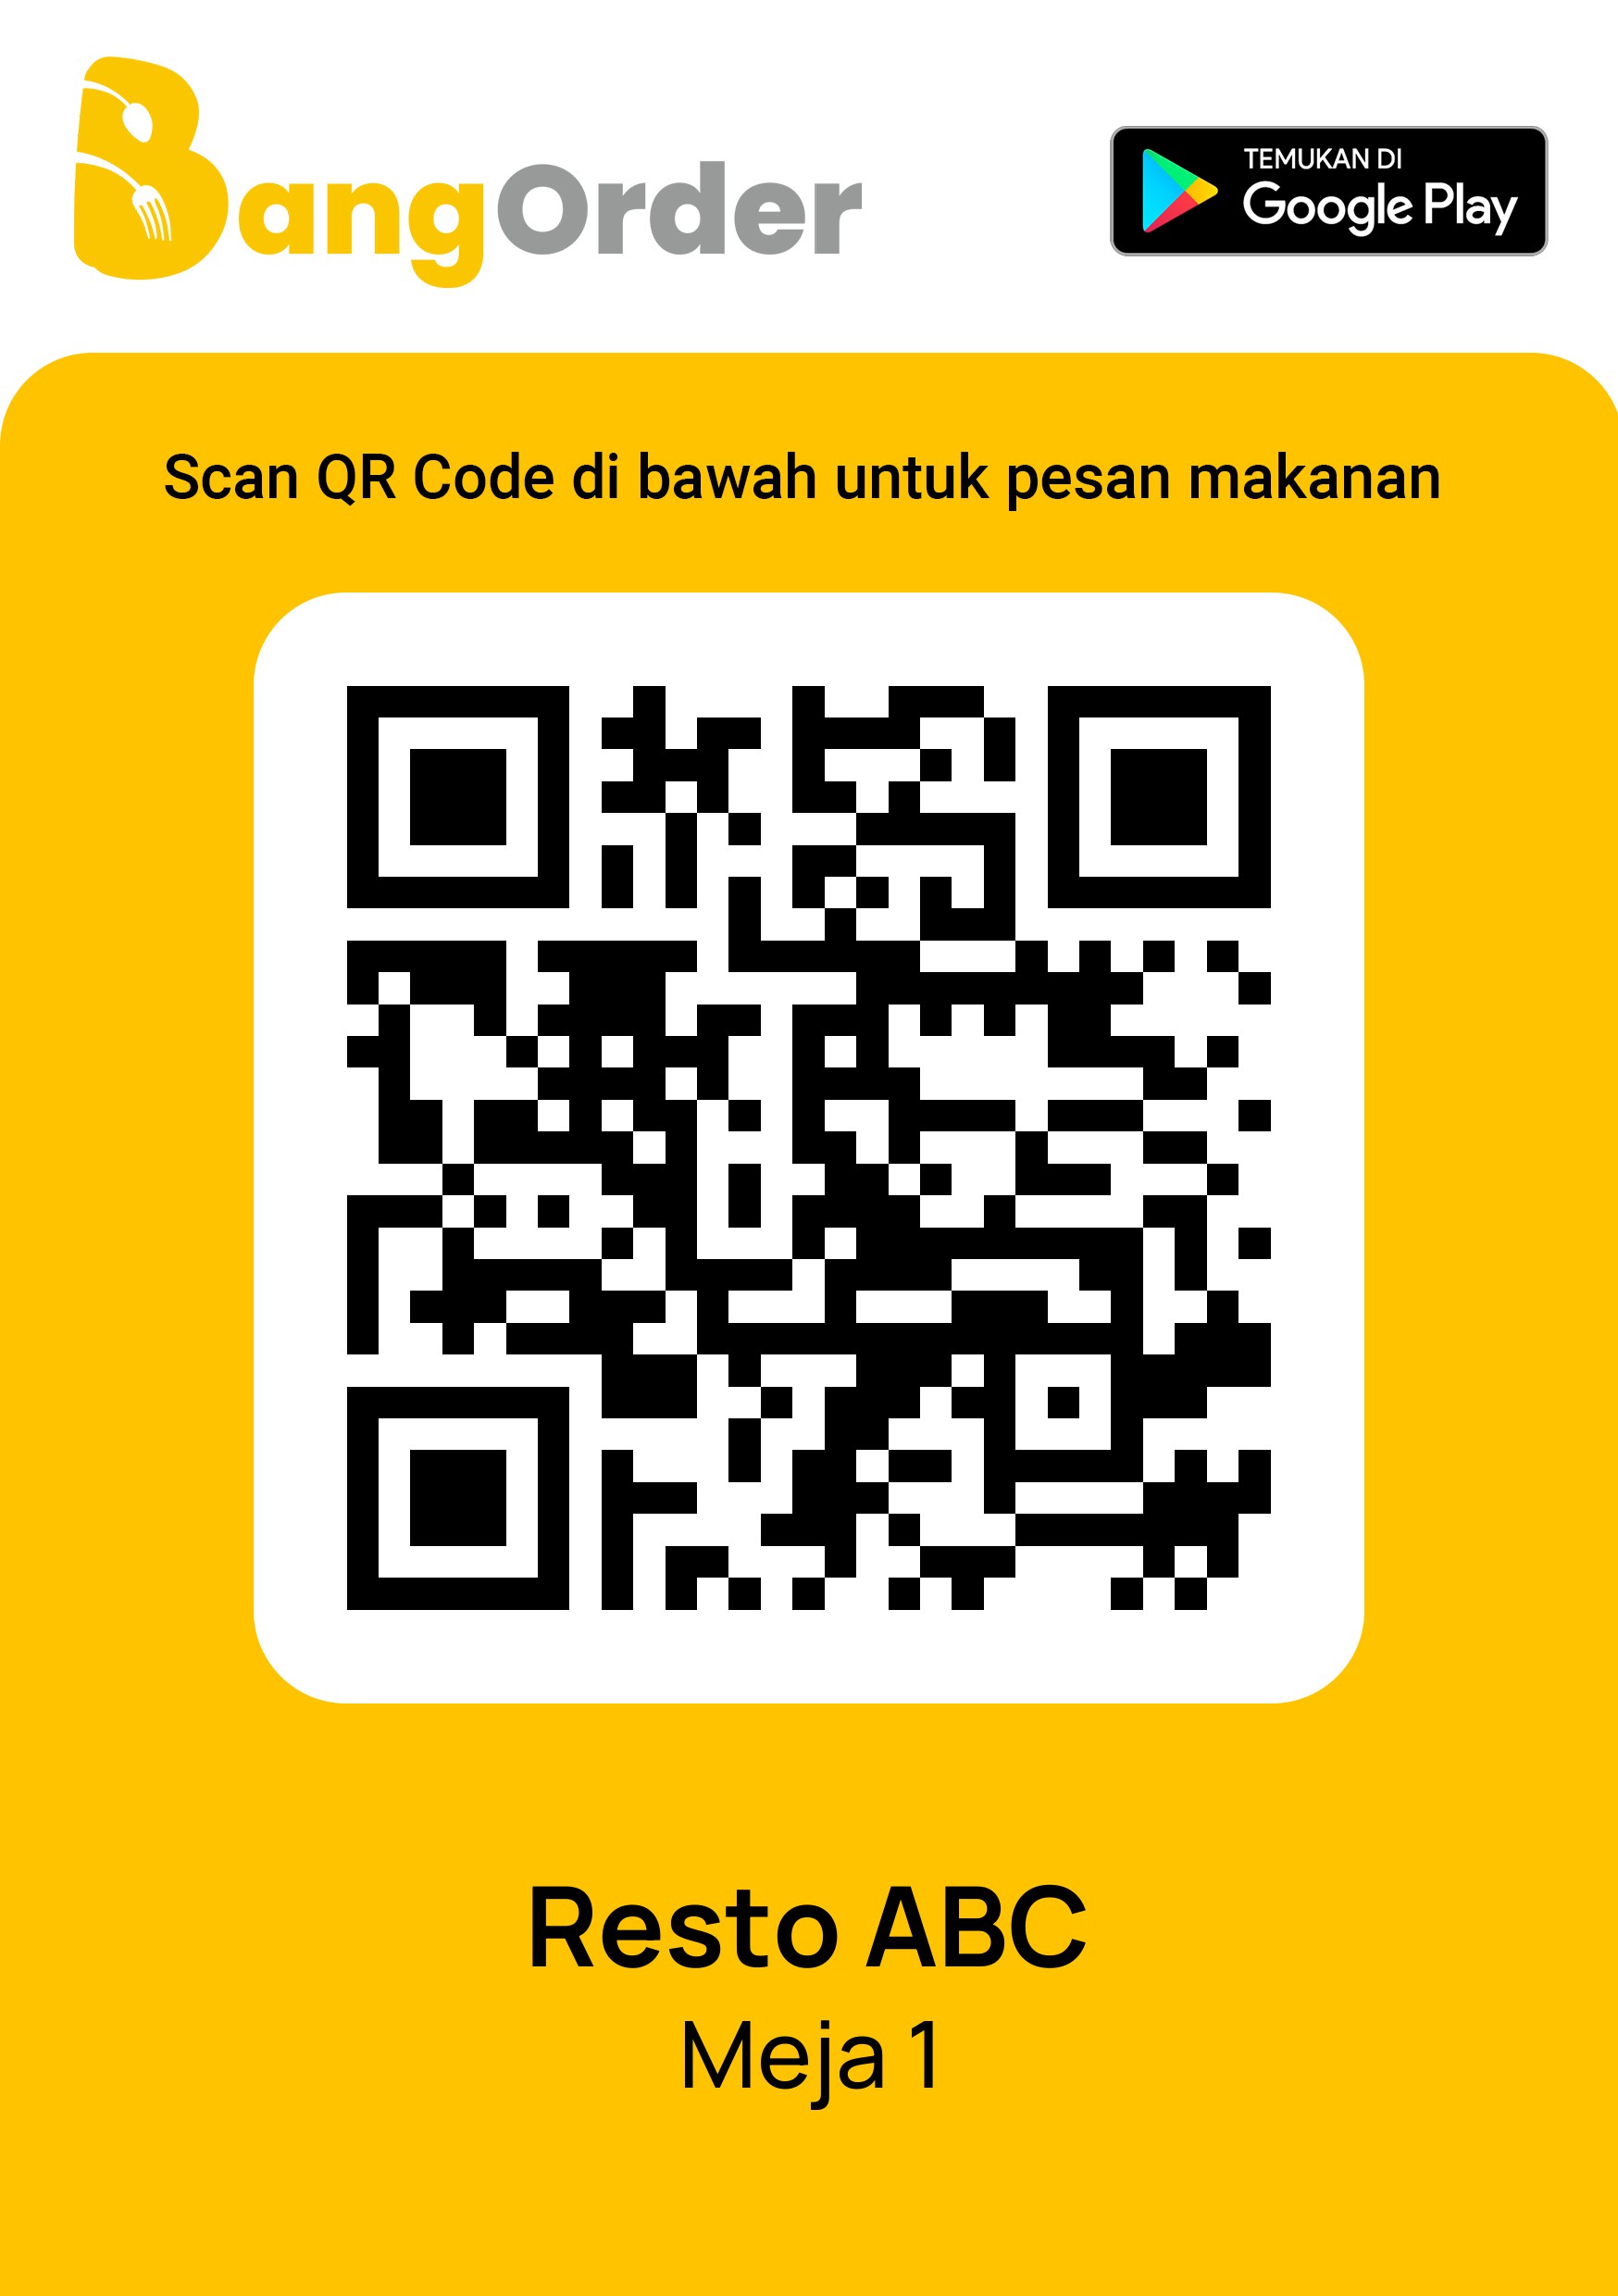 BangOrder
TEMUKAN DI
Google Play
Scan QR Code di bawah untuk pesan makanan
Resto ABC
Meja 1